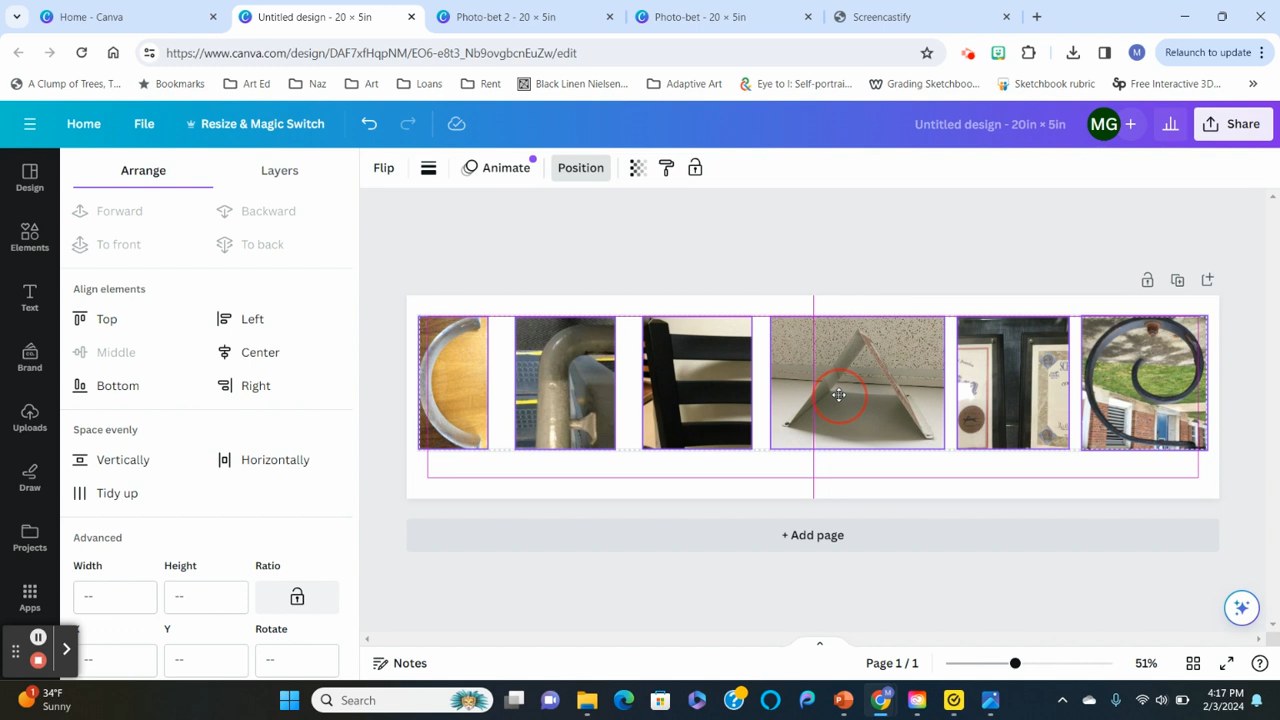 Home - Canva
Untitled design - 20 × 5in
Photo-bet 2 - 20 × 5in
Photo-bet - 20 × 5in
Screencastify
https://www.canva.com/design/DAF7xfHqpNM/EO6-e8t3_Nb9ovgbcnEuZw/edit
M
Relaunch to update
A Clump of Trees, T...
Bookmarks
Art Ed
Naz
Art
Loans
Rent
Black Linen Nielsen...
Adaptive Art
Eye to I: Self-portrai...
Grading Sketchboo...
Sketchbook rubric
Free Interactive 3D...
Home
File
Resize & Magic Switch
Untitled design - 20in × 5in
MG
Share
Design
Elements
Text
Brand
Uploads
Draw
Projects
Apps
Arrange
Layers
Forward
Backward
To front
To back
Align elements
Top
Left
Middle
Center
Bottom
Right
Space evenly
Vertically
Horizontally
Tidy up
Advanced
Width
Height
Ratio
--
--
Y
Rotate
--
--
--
Flip
Animate
Position
+ Add page
Notes
Page 1 / 1
51%
1
34°F
Sunny
Search
4:17 PM
2/3/2024